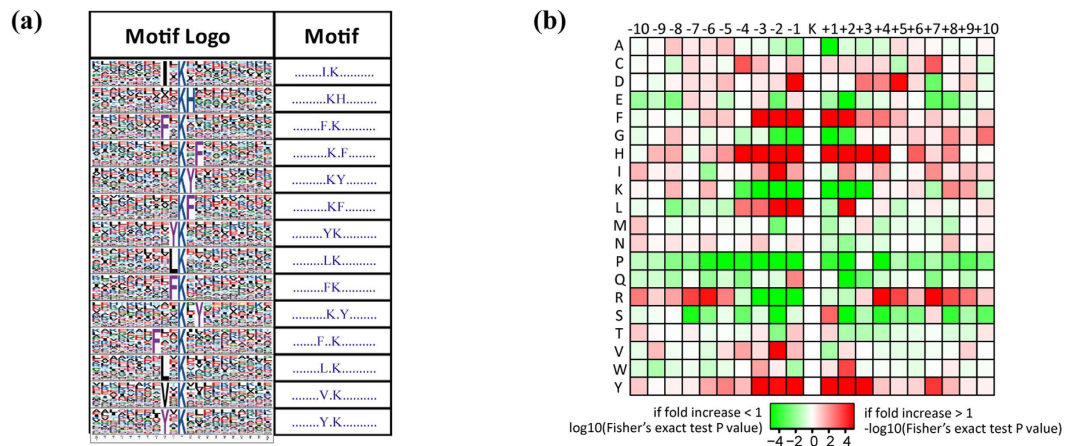 (a)
Motif Logo Motif
.........I.K..........
..........KH.........
........F.K..........
..........K.F........
..........KY.........
..........KF.........
.........YK..........
.........LK..........
.........FK..........
..........K.Y........
.......F..K..........
........L.K..........
........V.K..........
........Y.K..........
(b)
-10 -9 -8 -7 -6 -5 -4 -3 -2 -1 K +1 +2 +3 +4 +5 +6 +7 +8 +9 +10
A
C
D
E
F
G
H
I
K
L
M
N
P
Q
R
S
T
V
W
Y
if fold increase < 1
log10(Fisher's exact test P value)
−4 −2 0 2 4
if fold increase > 1
-log10(Fisher's exact test P value)